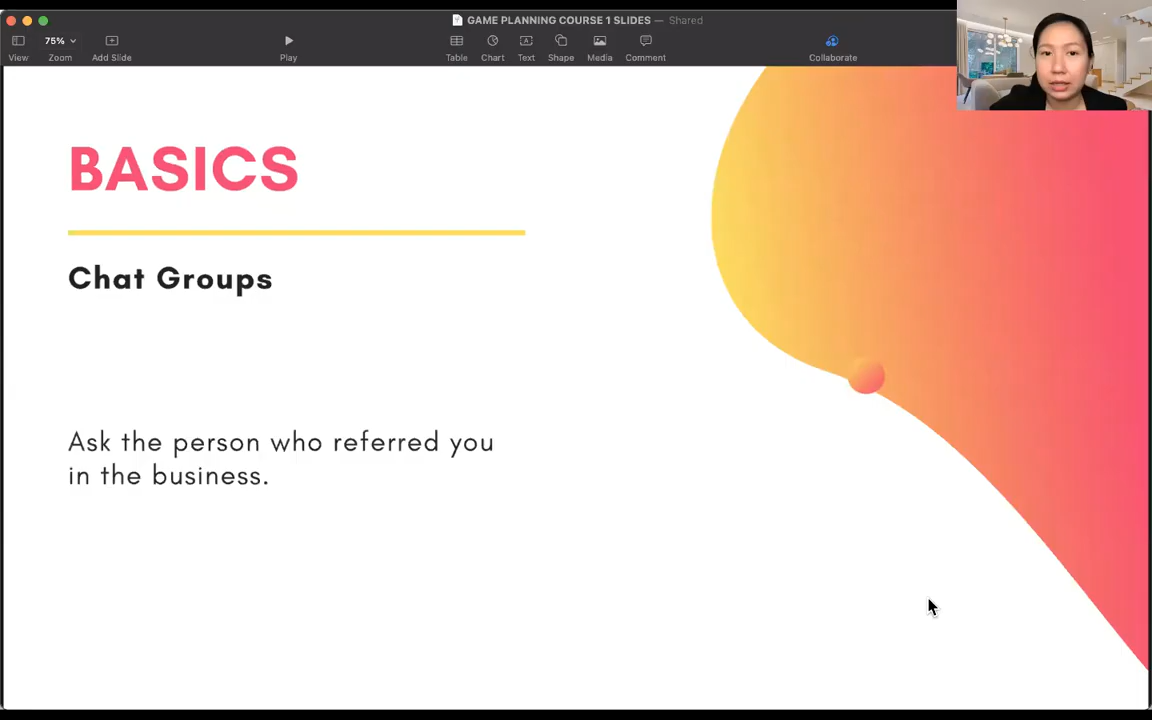 GAME PLANNING COURSE 1 SLIDES — Shared
75%
View
Zoom
Add Slide
Play
Table
Chart
Text
Shape
Media
Comment
Collaborate
BASICS
Chat Groups
Ask the person who referred you
in the business.